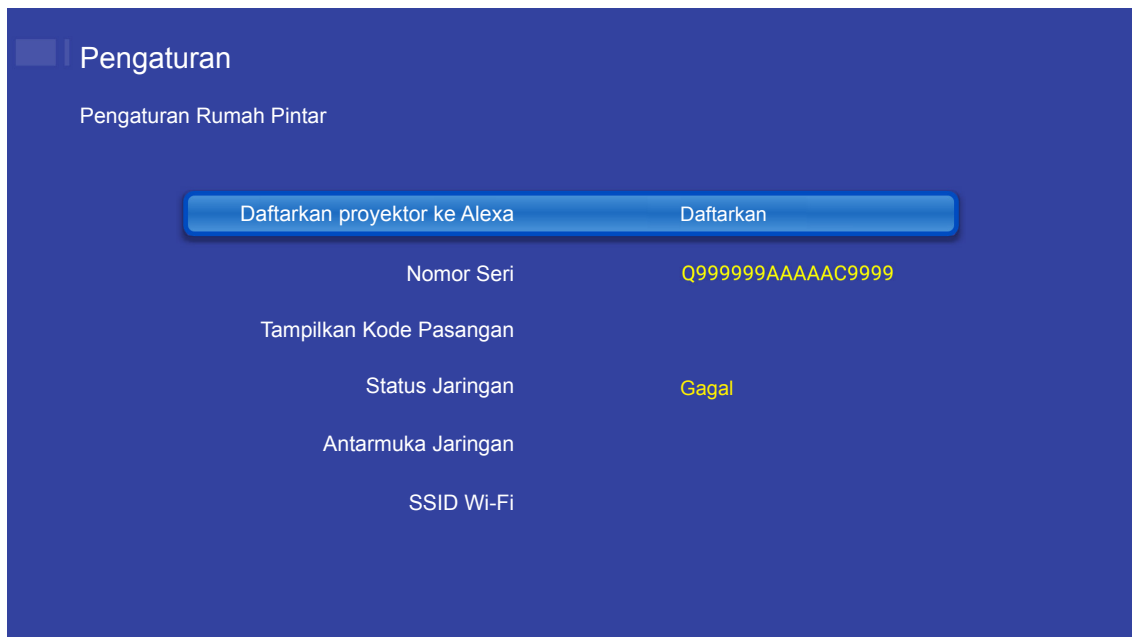 Pengaturan
Pengaturan Rumah Pintar
Daftarkan proyektor ke Alexa Daftarkan
Nomor Seri Q999999AAAAAC9999
Tampilkan Kode Pasangan
Status Jaringan Gagal
Antarmuka Jaringan
SSID Wi-Fi